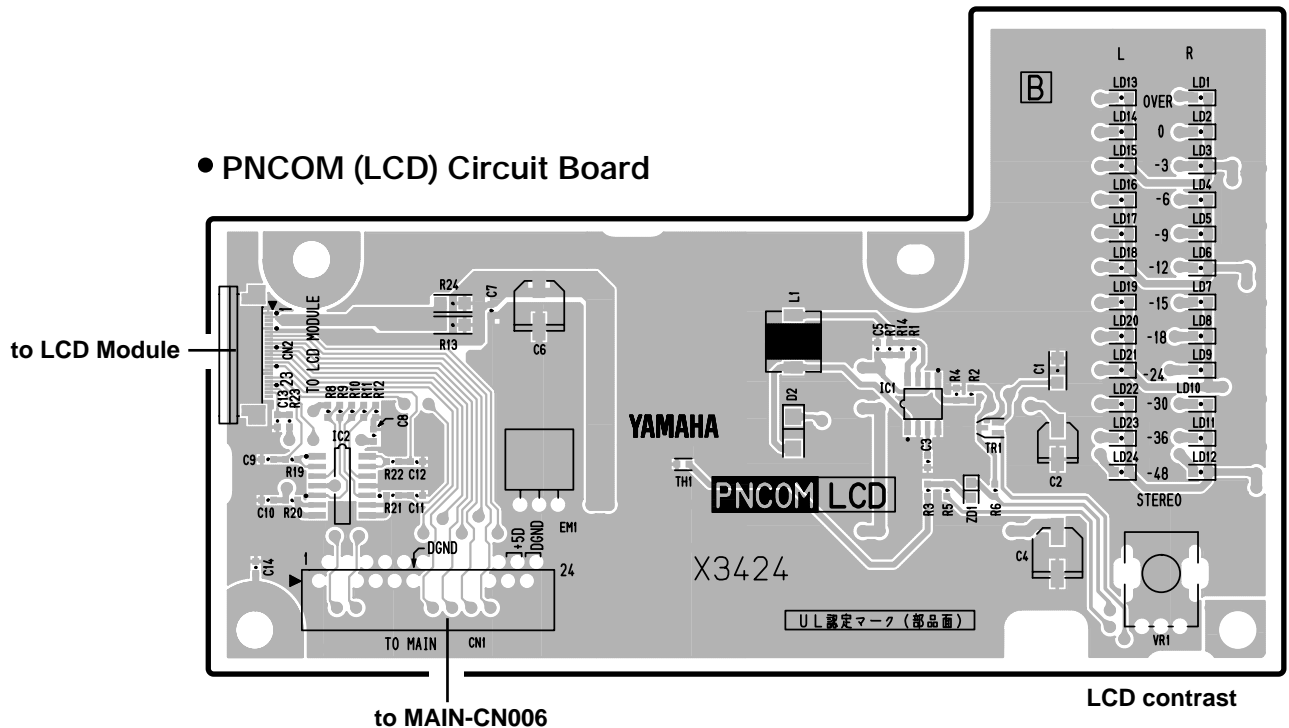 • PNCOM (LCD) Circuit Board
B
L R
LD13 OVER LD1
LD14 0 LD2
LD15 -3 LD3
LD16 -6 LD4
LD17 -9 LD5
LD18 -12 LD6
LD19 -15 LD7
LD20 -18 LD8
LD21 -24 LD9
LD22 -30 LD10
LD23 -36 LD11
LD24 -48 LD12
STEREO
to LCD Module
1
CN2
23
TO LCD MODULE
R24
R13
C7
C6
C13
R23
R8
R9
R10
R11
R12
C8
IC2
C9
R19
R22
C12
C10
R20
R21
C11
C14
EM1
1
DGND
+5D
DGND
24
TO MAIN
CN1
to MAIN-CN006
YAMAHA
TH1
PNCOM LCD
X3424
UL認定マーク(部品面)
L1
D2
C5
R7
R14
R1
IC1
R4
R2
C1
C3
TR1
C2
R3
R5
ZD1
R6
C4
VR1
LCD contrast